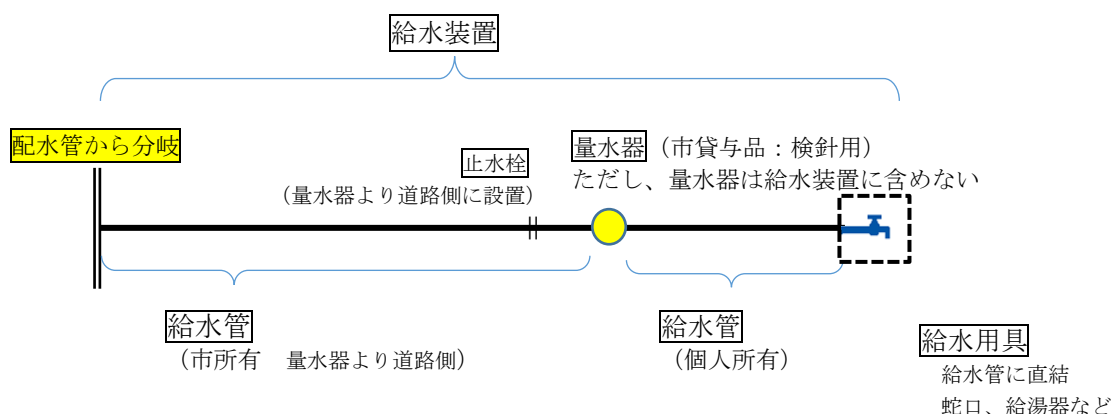 給水装置
配水管から分岐
量水器（市貸与品：検針用）
止水栓
ただし、量水器は給水装置に含めない
（量水器より道路側に設置）
給水管
（市所有　量水器より道路側）
給水管
（個人所有）
給水用具
給水管に直結
蛇口、給湯器など